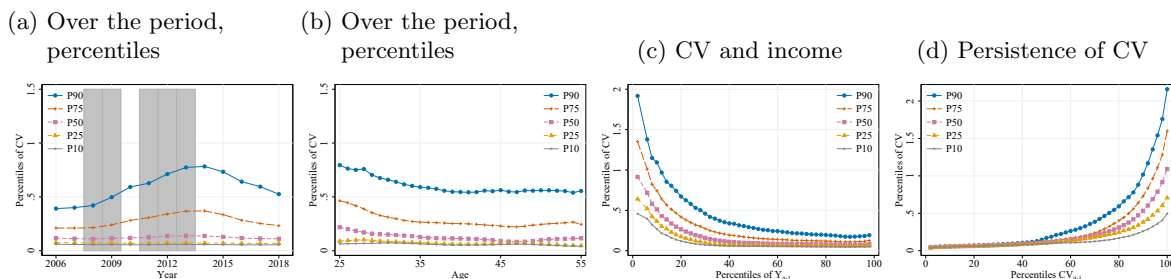 (a) Over the period,
percentiles
(b) Over the period,
percentiles
(c) CV and income
(d) Persistence of CV
Percentiles of CV
0 .5 1 1.5
P90
P75
P50
P25
P10
2006 2009 2012 2015 2018
Year
Percentiles of CV
0 .5 1 1.5
P90
P75
P50
P25
P10
25 35 45 55
Age
Percentiles of CV
0 .5 1 1.5 2
P90
P75
P50
P25
P10
0 20 40 60 80 100
Percentiles of Y
Percentiles of CV
0 .5 1 1.5 2
P90
P75
P50
P25
P10
0 20 40 60 80 100
Percentiles CV